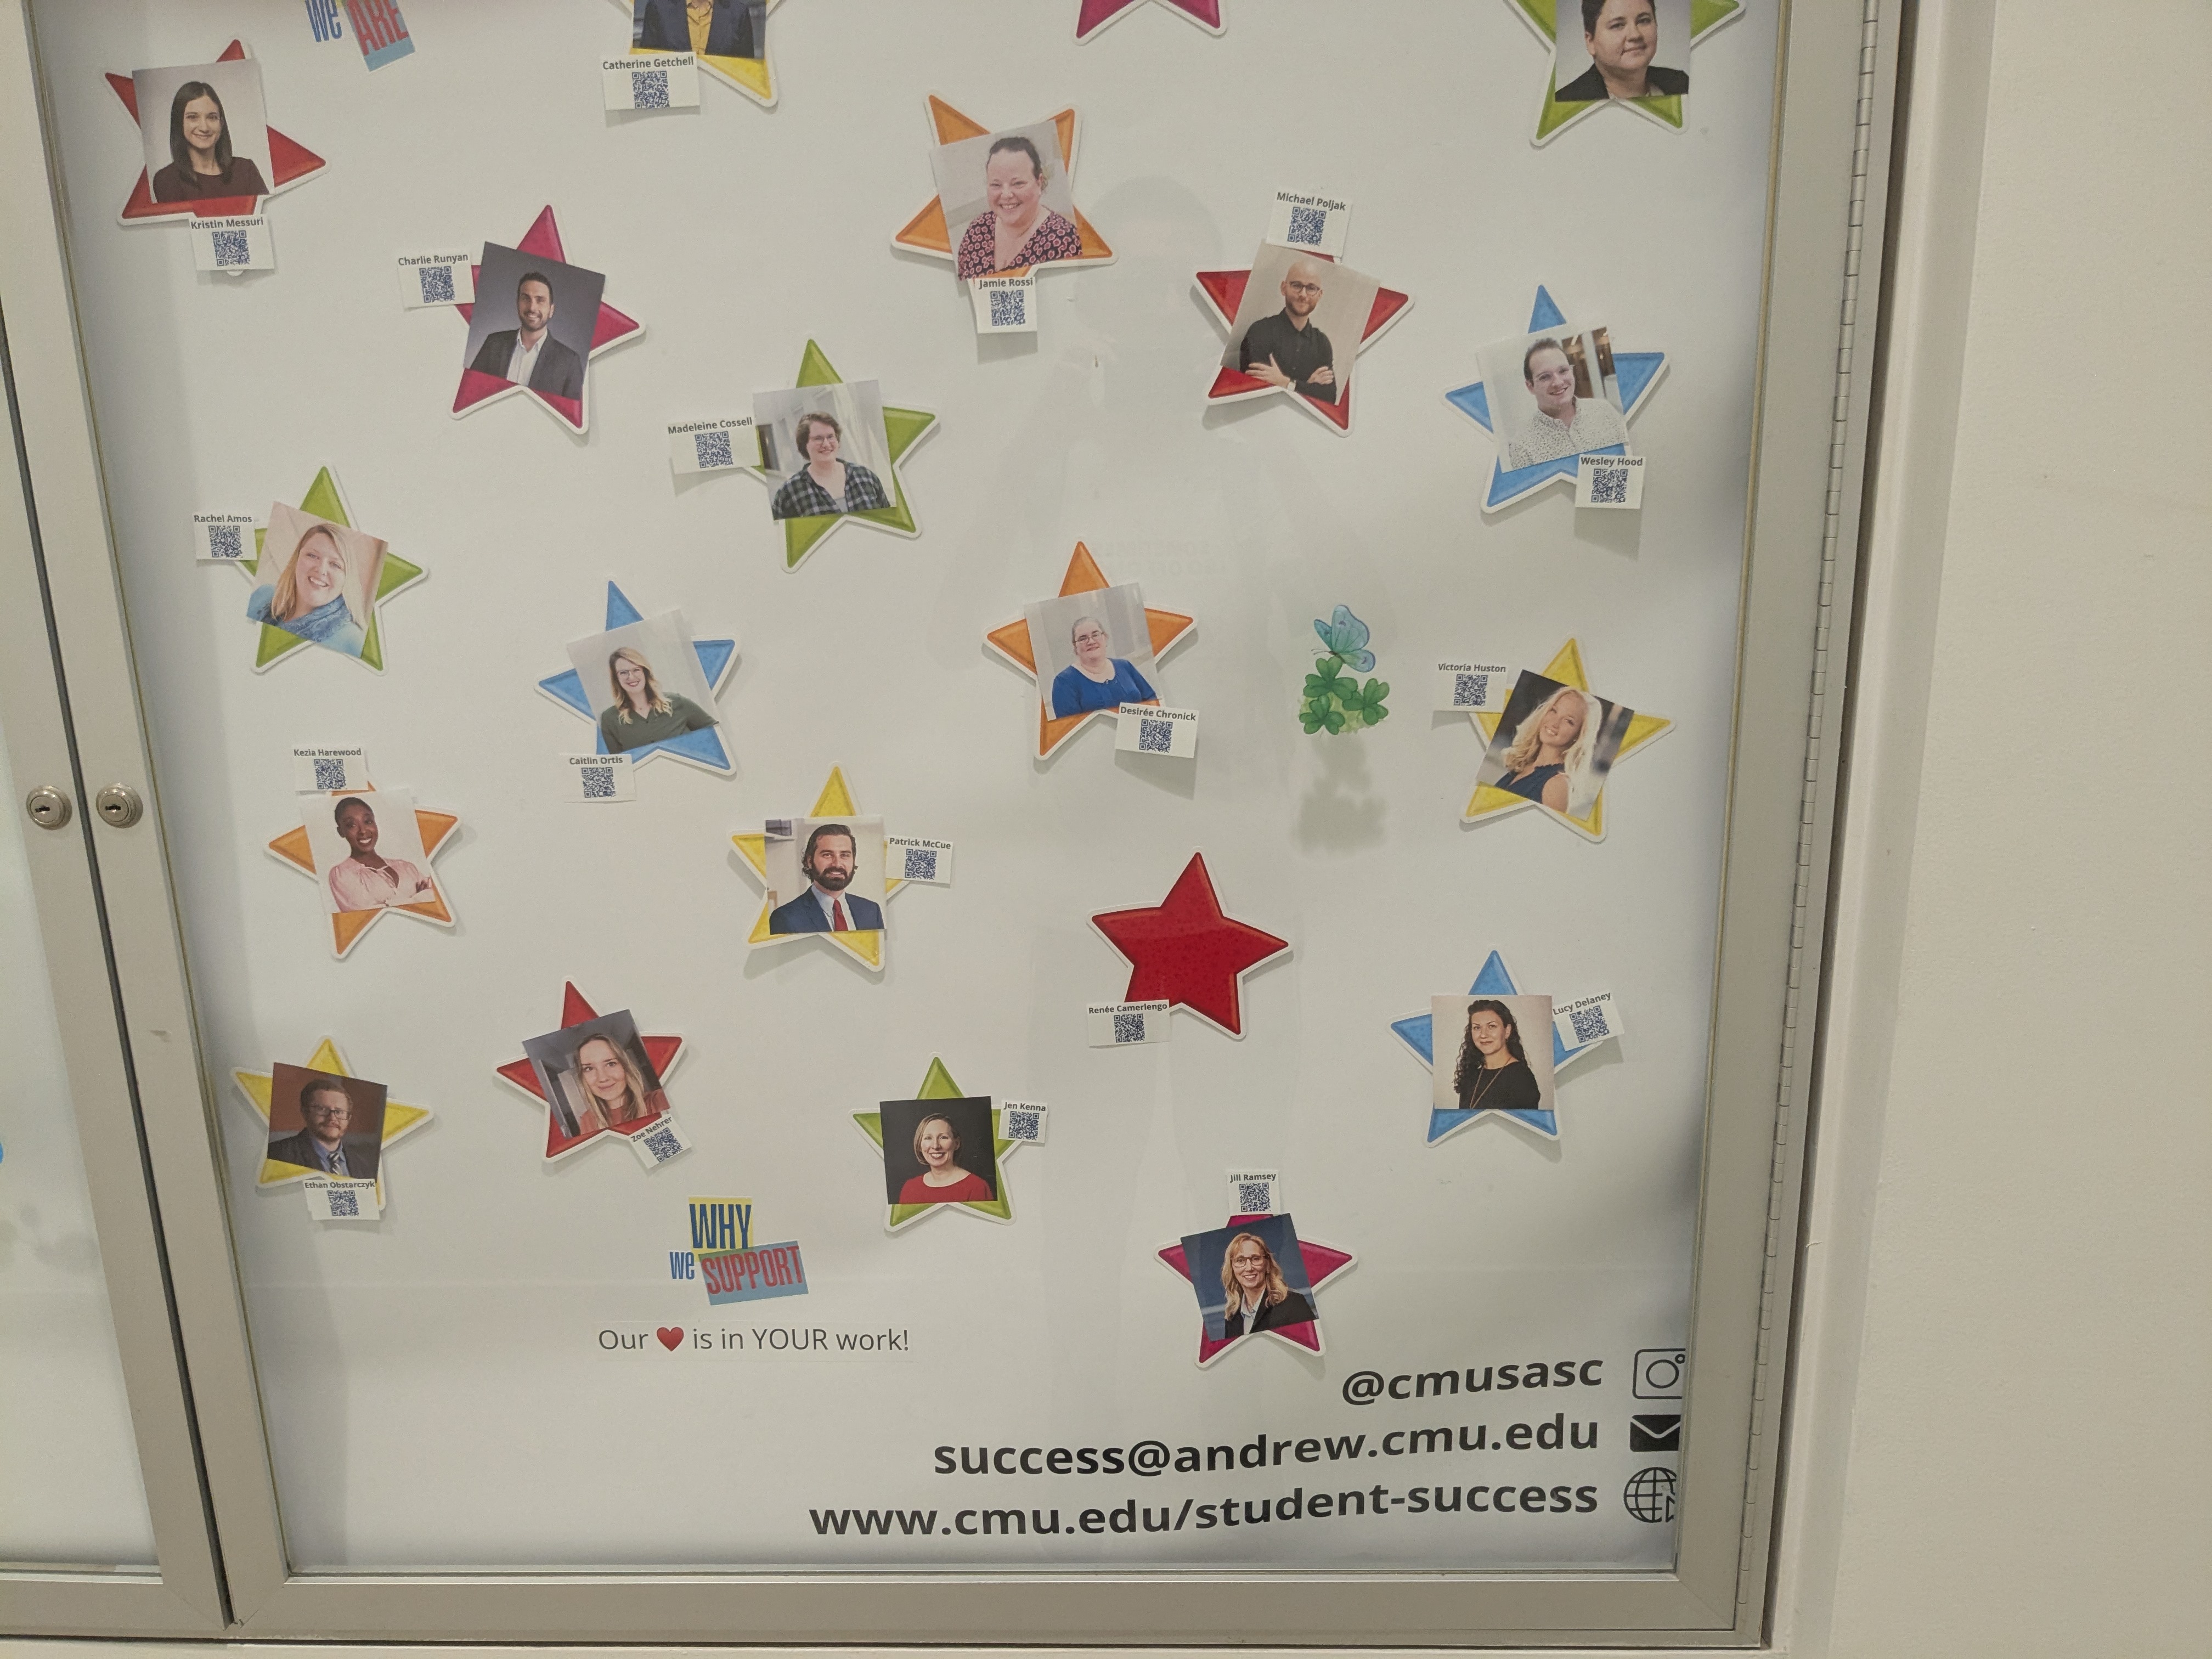 we ARE
Catherine Getchell
Kristin Messuri
Michael Poljak
Charlie Runyan
Jamie Rossi
Madeleine Cossell
Wesley Hood
Rachel Amos
Victoria Huston
Desirée Chronick
Kezia Harewood
Caitlin Ortis
Patrick McCue
Renée Camerlengo
Lucy Delaney
Jen Kenna
Zoe Nehrer
Ethan Obstarczyk
Jill Ramsey
WHY
we SUPPORT
Our ❤ is in YOUR work!
@cmusasc
success@andrew.cmu.edu
www.cmu.edu/student-success